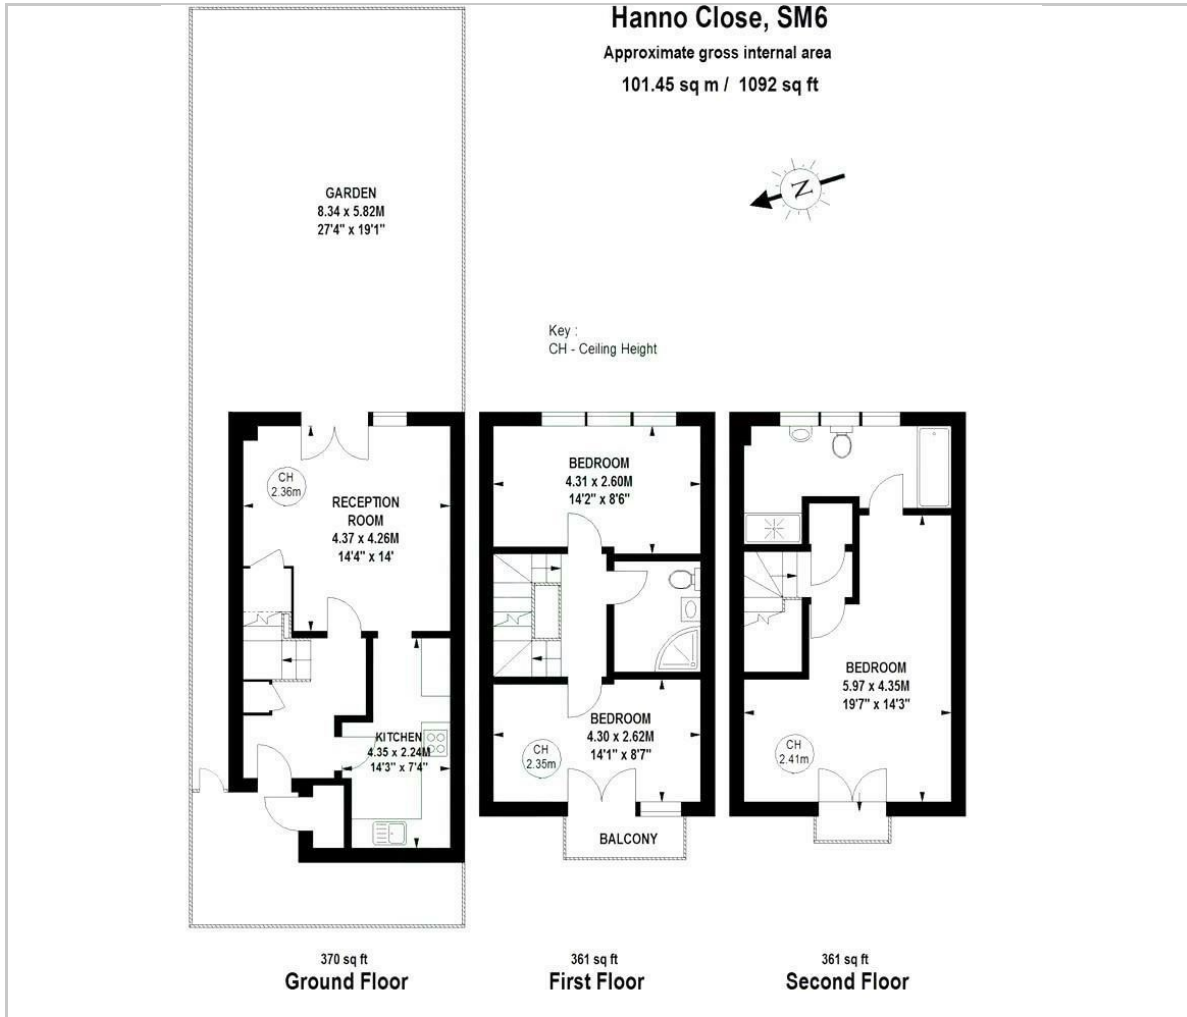 Hanno Close, SM6
Approximate gross internal area
101.45 sq m / 1092 sq ft
N
GARDEN
8.34 x 5.82M
27'4" x 19'1"
Key :
CH - Ceiling Height
CH
2.36m
RECEPTION
ROOM
4.37 x 4.26M
14'4" x 14'
KITCHEN
4.35 x 2.24M
14'3" x 7'4"
BEDROOM
4.31 x 2.60M
14'2" x 8'6"
BEDROOM
4.30 x 2.62M
14'1" x 8'7"
CH
2.35m
BALCONY
BEDROOM
5.97 x 4.35M
19'7" x 14'3"
CH
2.41m
370 sq ft
Ground Floor
361 sq ft
First Floor
361 sq ft
Second Floor